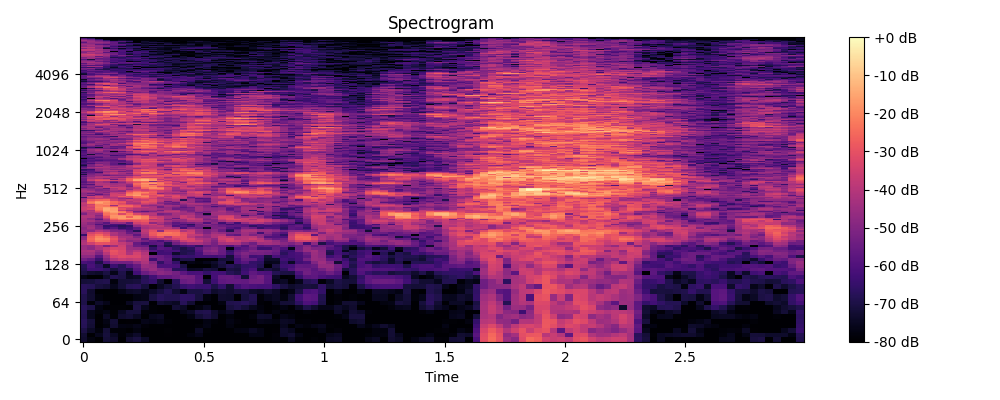 Spectrogram
+0 dB
4096
-10 dB
2048
-20 dB
1024
-30 dB
Hz
512
-40 dB
256
-50 dB
128
-60 dB
64
-70 dB
0
-80 dB
0 0.5 1 1.5 2 2.5
Time